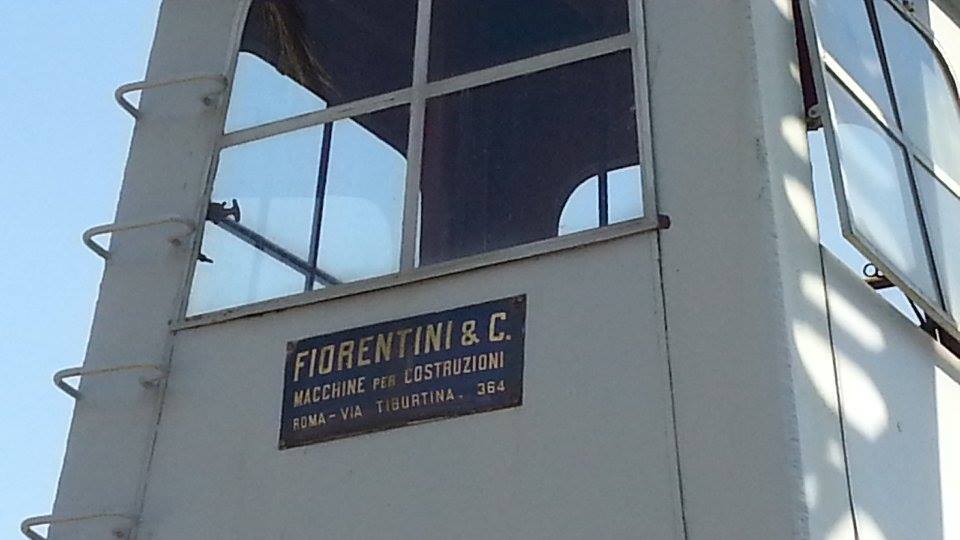 FIORENTINI & C.
MACCHINE PER COSTRUZIONI
ROMA-VIA TIBURTINA. 364